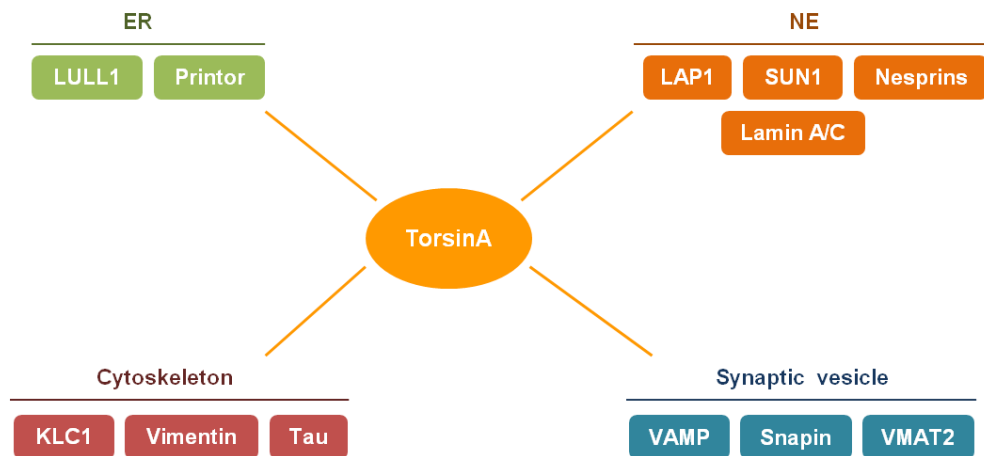 ER
LULL1 Printor
NE
LAP1 SUN1 Nesprins
Lamin A/C
TorsinA
Cytoskeleton
KLC1 Vimentin Tau
Synaptic vesicle
VAMP Snapin VMAT2